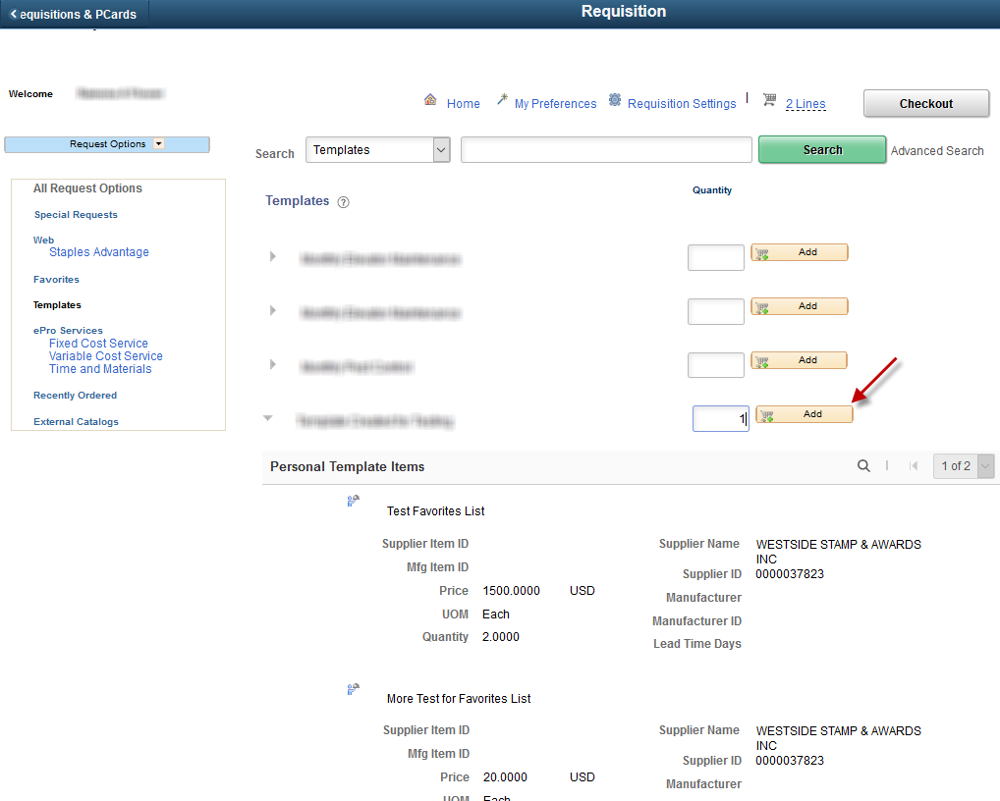 equisitions & PCards
Requisition
Welcome
Home
My Preferences
Requisition Settings
2 Lines
Checkout
Request Options
Search
Templates
Search
Advanced Search
All Request Options
Special Requests
Web
Staples Advantage
Favorites
Templates
ePro Services
Fixed Cost Service
Variable Cost Service
Time and Materials
Recently Ordered
External Catalogs
Templates ?
Quantity
Add
Add
Add
1
Add
Personal Template Items
1 of 2
Test Favorites List
Supplier Item ID
Mfg Item ID
Price 1500.0000 USD
UOM Each
Quantity 2.0000
Supplier Name WESTSIDE STAMP & AWARDS
INC
Supplier ID 0000037823
Manufacturer
Manufacturer ID
Lead Time Days
More Test for Favorites List
Supplier Item ID
Mfg Item ID
Price 20.0000 USD
UOM Each
Supplier Name WESTSIDE STAMP & AWARDS
INC
Supplier ID 0000037823
Manufacturer